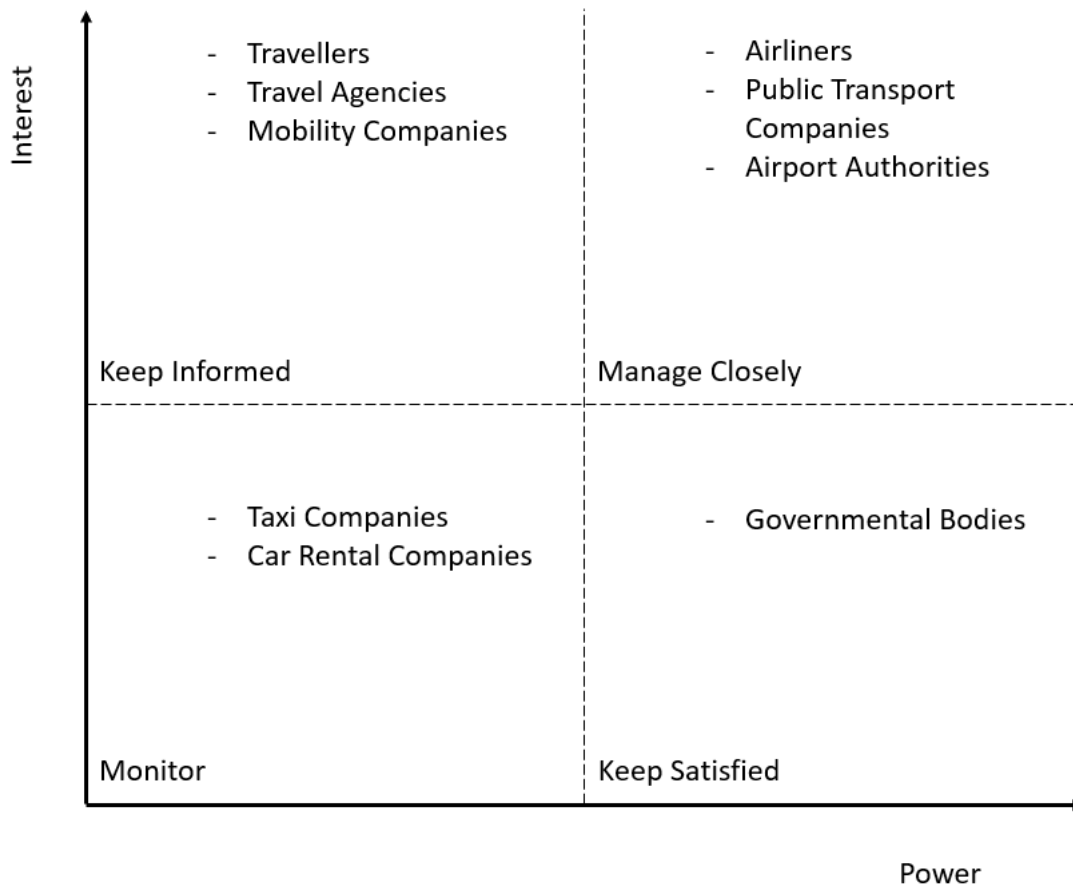 Interest
- Travellers
- Travel Agencies
- Mobility Companies
- Airliners
- Public Transport
Companies
- Airport Authorities
Keep Informed
Manage Closely
- Taxi Companies
- Car Rental Companies
- Governmental Bodies
Monitor
Keep Satisfied
Power